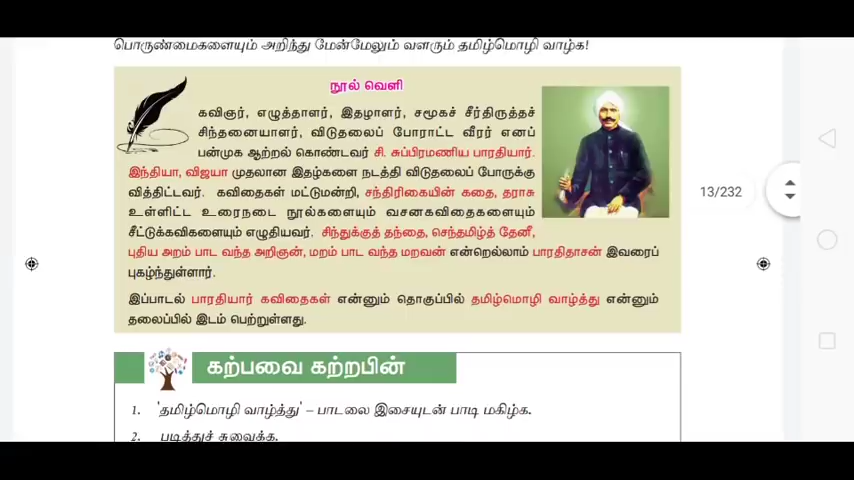 பொருண்மைகளையும் அறிந்து மேன்மேலும் வளரும் தமிழ்மொழி வாழ்க!
நூல் வெளி
கவிஞர், எழுத்தாளர், இதழாளர், சமூகச் சீர்திருத்தச்
சிந்தனையாளர், விடுதலைப் போராட்ட வீரர் எனப்
பன்முக ஆற்றல் கொண்டவர் சி. சுப்பிரமணிய பாரதியார்.
இந்தியா, விஜயா முதலான இதழ்களை நடத்தி விடுதலைப் போருக்கு
வித்திட்டவர். கவிதைகள் மட்டுமன்றி, சந்திரிகையின் கதை, தராசு
உள்ளிட்ட உரைநடை நூல்களையும் வசனகவிதைகளையும்
சீட்டுக்கவிகளையும் எழுதியவர். சிந்துக்குத் தந்தை, செந்தமிழ்த் தேனீ,
புதிய அறம் பாட வந்த அறிஞன், மறம் பாட வந்த மறவன் என்றெல்லாம் பாரதிதாசன் இவரைப்
புகழ்ந்துள்ளார்.
இப்பாடல் பாரதியார் கவிதைகள் என்னும் தொகுப்பில் தமிழ்மொழி வாழ்த்து என்னும்
தலைப்பில் இடம் பெற்றுள்ளது.
13/232
கற்பவை கற்றபின்
1. 'தமிழ்மொழி வாழ்த்து' – பாடலை இசையுடன் பாடி மகிழ்க.
2. படித்துச் சுவைக்க.